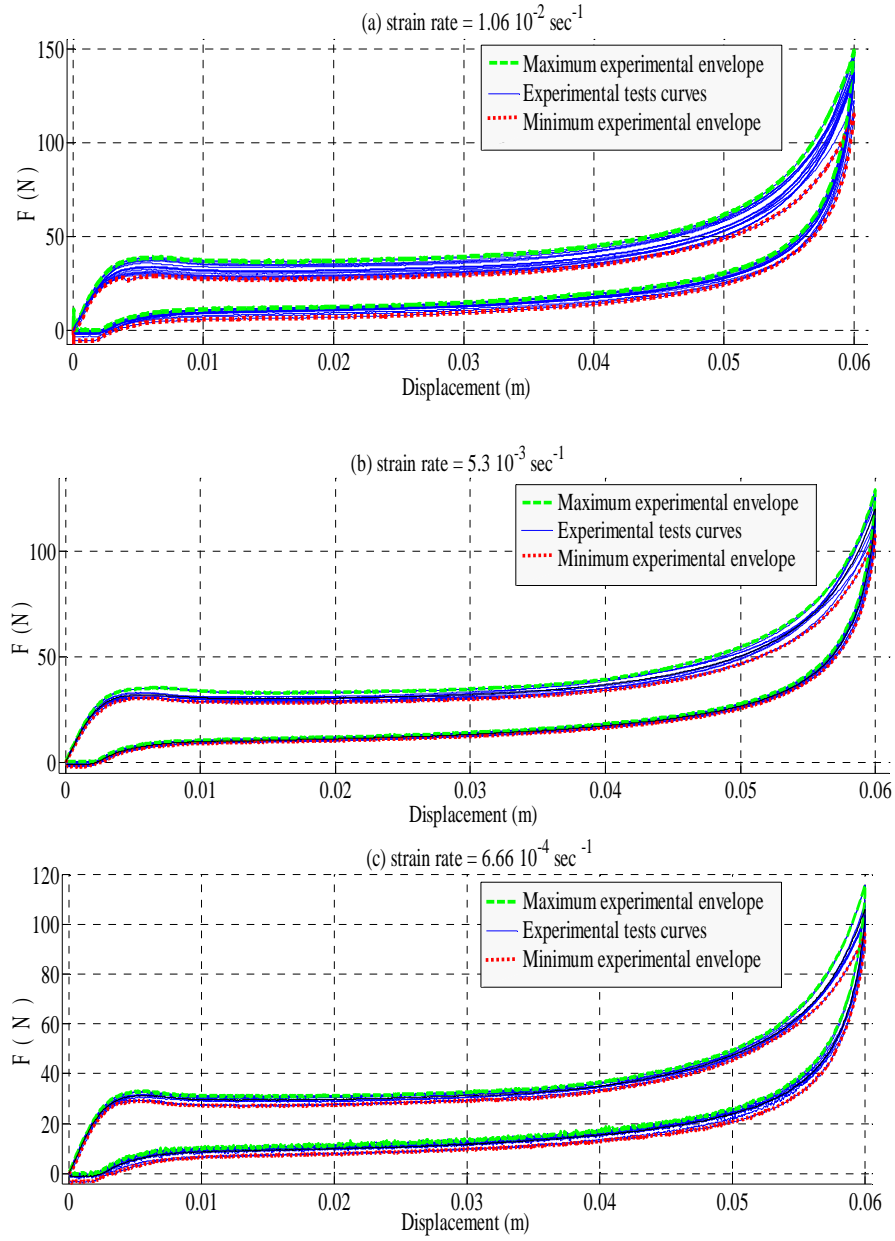 (a) strain rate = 1.06 10^-2 sec^-1
150
100
50
0
F (N)
Maximum experimental envelope
Experimental tests curves
Minimum experimental envelope
0 0.01 0.02 0.03 0.04 0.05 0.06
Displacement (m)
(b) strain rate = 5.3 10^-3 sec^-1
100
50
0
F (N)
Maximum experimental envelope
Experimental tests curves
Minimum experimental envelope
0 0.01 0.02 0.03 0.04 0.05 0.06
Displacement (m)
(c) strain rate = 6.66 10^-4 sec^-1
120
100
80
60
40
20
0
F (N)
Maximum experimental envelope
Experimental tests curves
Minimum experimental envelope
0 0.01 0.02 0.03 0.04 0.05 0.06
Displacement (m)